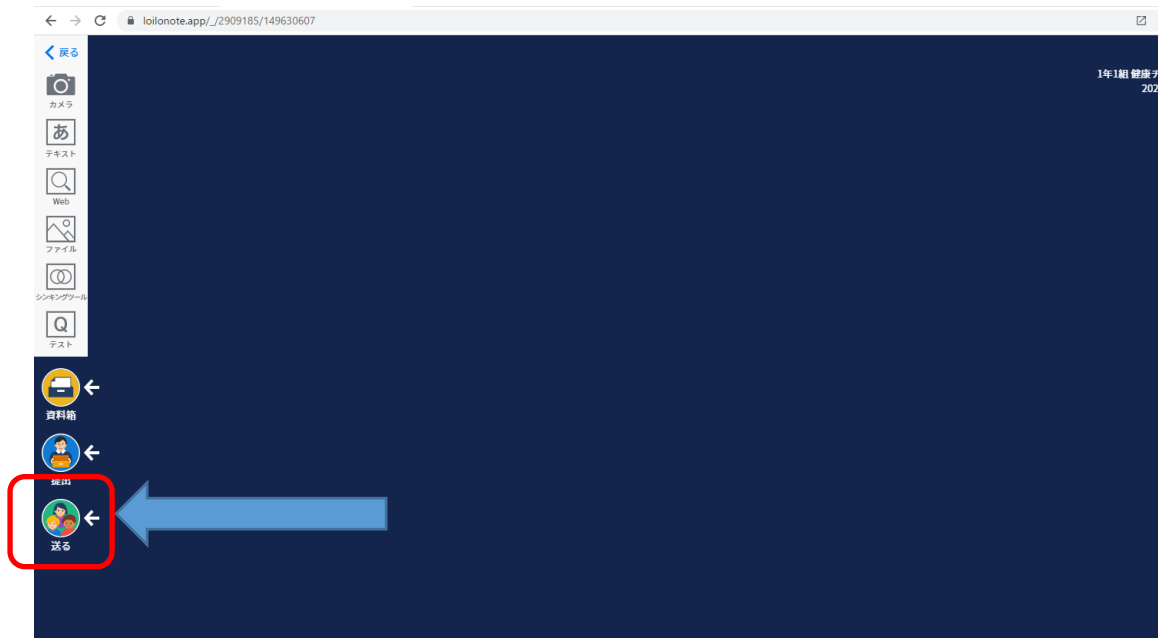 loilonote.app/_/2909185/149630607
戻る
1年1組 健康チ
202
カメラ
あ
テキスト
Web
ファイル
シンキングツール
Q
テスト
資料箱
提出
送る